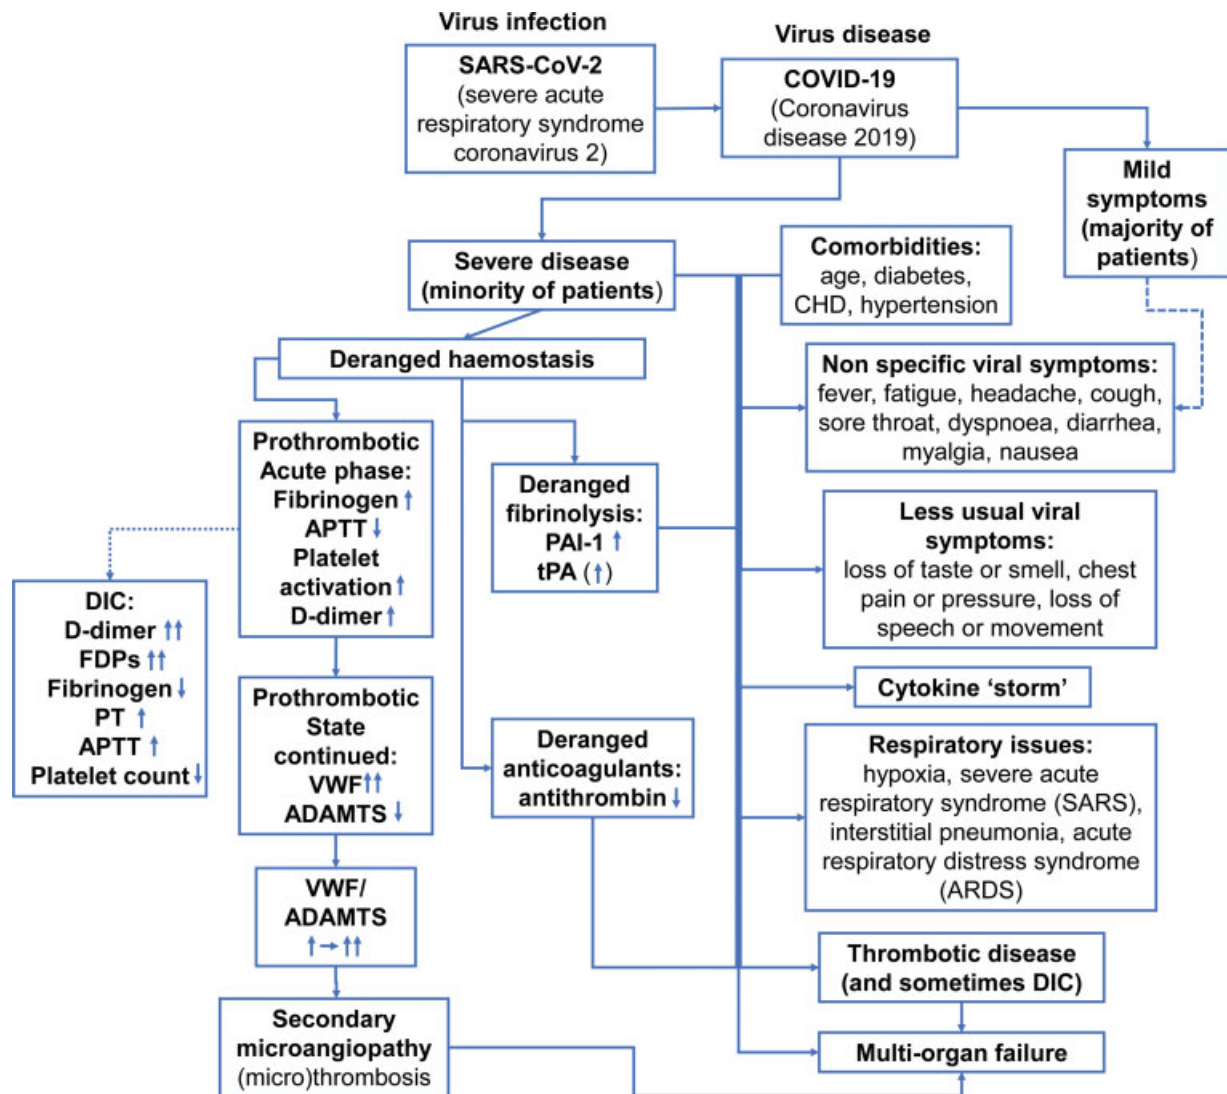 Virus infection
Virus disease
SARS-CoV-2
(severe acute
respiratory syndrome
coronavirus 2)
COVID-19
(Coronavirus
disease 2019)
Mild
symptoms
(majority of
patients)
Severe disease
(minority of patients)
Comorbidities:
age, diabetes,
CHD, hypertension
Deranged haemostasis
Non specific viral symptoms:
fever, fatigue, headache, cough,
sore throat, dyspnoea, diarrhea,
myalgia, nausea
Prothrombotic
Acute phase:
Fibrinogen ↑
APTT ↓
Platelet
activation ↑
D-dimer ↑
Deranged
fibrinolysis:
PAI-1 ↑
tPA (↑)
Less usual viral
symptoms:
loss of taste or smell, chest
pain or pressure, loss of
speech or movement
DIC:
D-dimer ↑↑
FDPs ↑↑
Fibrinogen ↓
PT ↑
APTT ↑
Platelet count ↓
Prothrombotic
State
continued:
VWF ↑↑
ADAMTS ↓
Deranged
anticoagulants:
antithrombin ↓
Cytokine ‘storm’
Respiratory issues:
hypoxia, severe acute
respiratory syndrome (SARS),
interstitial pneumonia, acute
respiratory distress syndrome
(ARDS)
VWF/
ADAMTS
↑→↑↑
Thrombotic disease
(and sometimes DIC)
Secondary
microangiopathy
(micro)thrombosis
Multi-organ failure